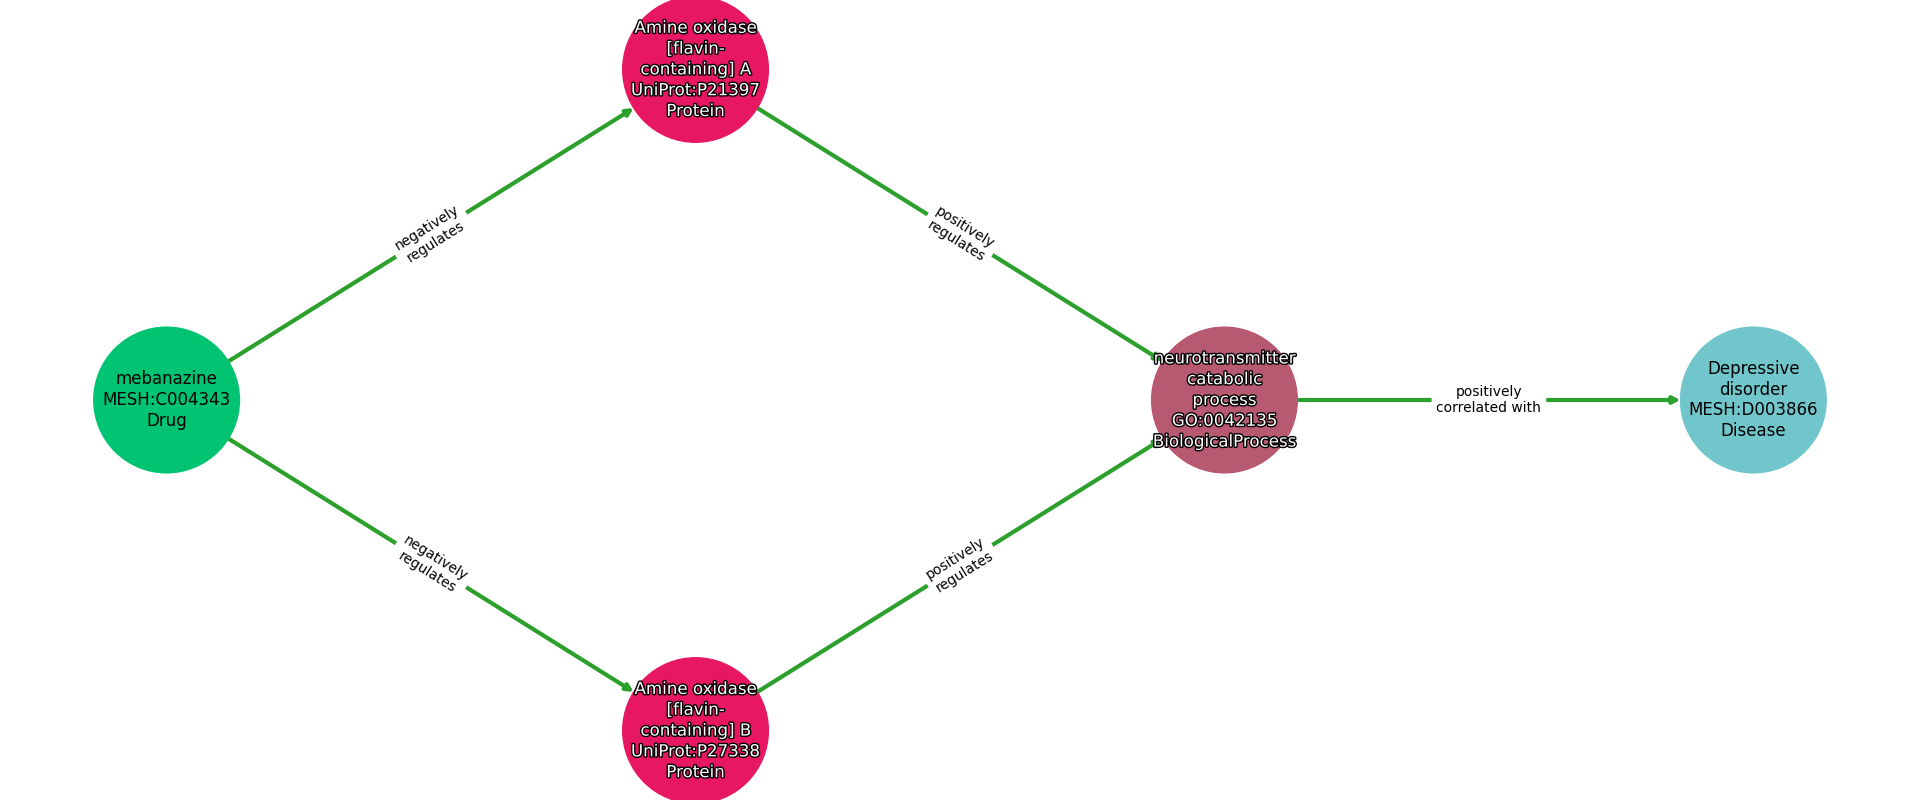 Amine oxidase
[flavin-
containing] A
UniProt:P21397
Protein
negatively
regulates
positively
regulates
mebanazine
MESH:C004343
Drug
neurotransmitter
catabolic
process
GO:0042135
BiologicalProcess
positively
correlated with
Depressive
disorder
MESH:D003866
Disease
negatively
regulates
positively
regulates
Amine oxidase
[flavin-
containing] B
UniProt:P27338
Protein